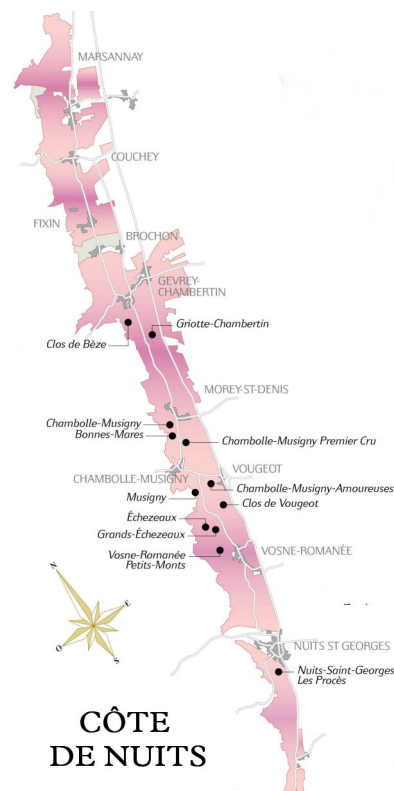 MARSANNAY
COUCHEY
FIXIN
BROCHON
GEVREY-
CHAMBERTIN
Griotte-Chambertin
Clos de Bèze
MOREY-ST-DENIS
Chambolle-Musigny
Bonnes-Mares
Chambolle-Musigny Premier Cru
CHAMBOLLE-MUSIGNY
VOUGEOT
Chambolle-Musigny-Amoureuses
Musigny
Clos de Vougeot
Échezeaux
Grands-Échezeaux
Vosne-Romanée
Petits-Monts
VOSNE-ROMANÉE
N
E
O
S
NUITS ST GEORGES
Nuits-Saint-Georges
Les Procès
CÔTE
DE NUITS